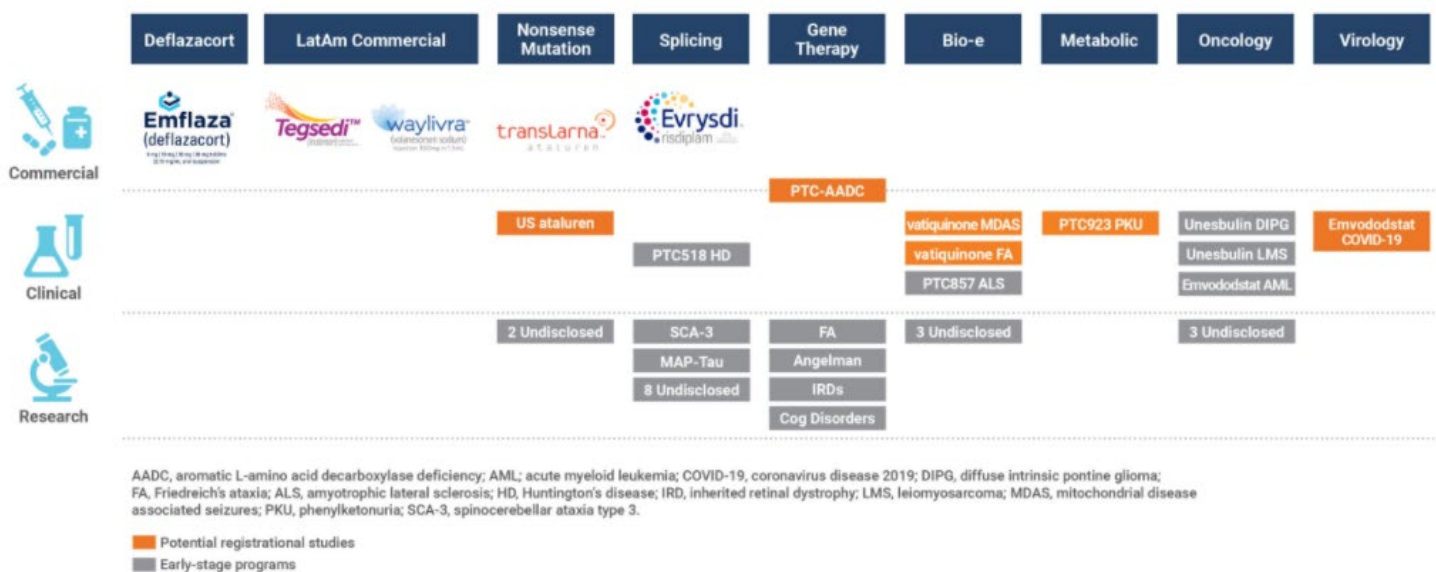 Deflazacort
LatAm Commercial
Nonsense
Mutation
Splicing
Gene
Therapy
Bio-e
Metabolic
Oncology
Virology
Commercial
Emflaza
(deflazacort)
Tegsedi™
waylivra
(volanesorsen sodium)
translarna
ataluren
Evrysdi
risdiplam
PTC-AADC
Clinical
US ataluren
PTC518 HD
vatiquinone MDAS
vatiquinone FA
PTC857 ALS
PTC923 PKU
Unesbulin DIPG
Unesbulin LMS
Emvododstat AML
Emvododstat
COVID-19
Research
2 Undisclosed
SCA-3
MAP-Tau
8 Undisclosed
FA
Angelman
IRDs
Cog Disorders
3 Undisclosed
3 Undisclosed
AADC, aromatic L-amino acid decarboxylase deficiency; AML; acute myeloid leukemia; COVID-19, coronavirus disease 2019; DIPG, diffuse intrinsic pontine glioma;
FA, Friedreich's ataxia; ALS, amyotrophic lateral sclerosis; HD, Huntington's disease; IRD, inherited retinal dystrophy; LMS, leiomyosarcoma; MDAS, mitochondrial disease
associated seizures; PKU, phenylketonuria; SCA-3, spinocerebellar ataxia type 3.
Potential registrational studies
Early-stage programs